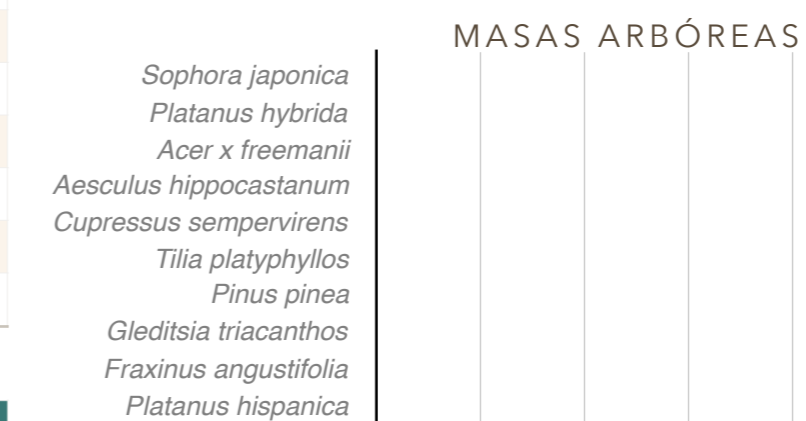 MASAS ARBÓREAS
Sophora japonica
Platanus hybrida
Acer x freemanii
Aesculus hippocastanum
Cupressus sempervirens
Tilia platyphyllos
Pinus pinea
Gleditsia triacanthos
Fraxinus angustifolia
Platanus hispanica